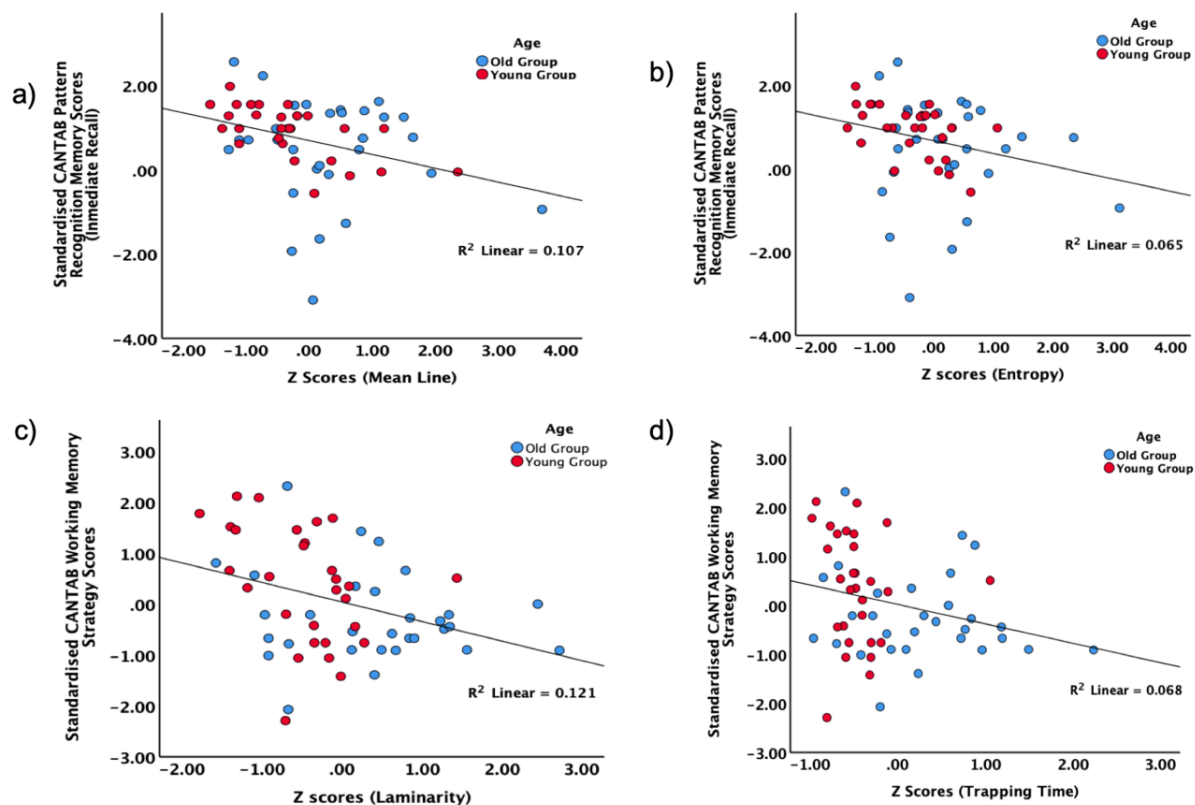 a)
Standardised CANTAB Pattern
Recognition Memory Scores
(Inmediate Recall)
2.00
.00
−2.00
−4.00
−2.00 −1.00 .00 1.00 2.00 3.00 4.00
Z Scores (Mean Line)
Age
Old Group
Young Group
R² Linear = 0.107
b)
Standardised CANTAB Pattern
Recognition Memory Scores
(Inmediate Recall)
2.00
.00
−2.00
−4.00
−2.00 −1.00 .00 1.00 2.00 3.00 4.00
Z scores (Entropy)
Age
Old Group
Young Group
R² Linear = 0.065
c)
Standardised CANTAB Working Memory
Strategy Scores
3.00
2.00
1.00
.00
−1.00
−2.00
−3.00
−2.00 −1.00 .00 1.00 2.00 3.00
Z scores (Laminarity)
Age
Old Group
Young Group
R² Linear = 0.121
d)
Standardised CANTAB Working Memory
Strategy Scores
3.00
2.00
1.00
.00
−1.00
−2.00
−3.00
−1.00 .00 1.00 2.00 3.00
Z Scores (Trapping Time)
Age
Old Group
Young Group
R² Linear = 0.068